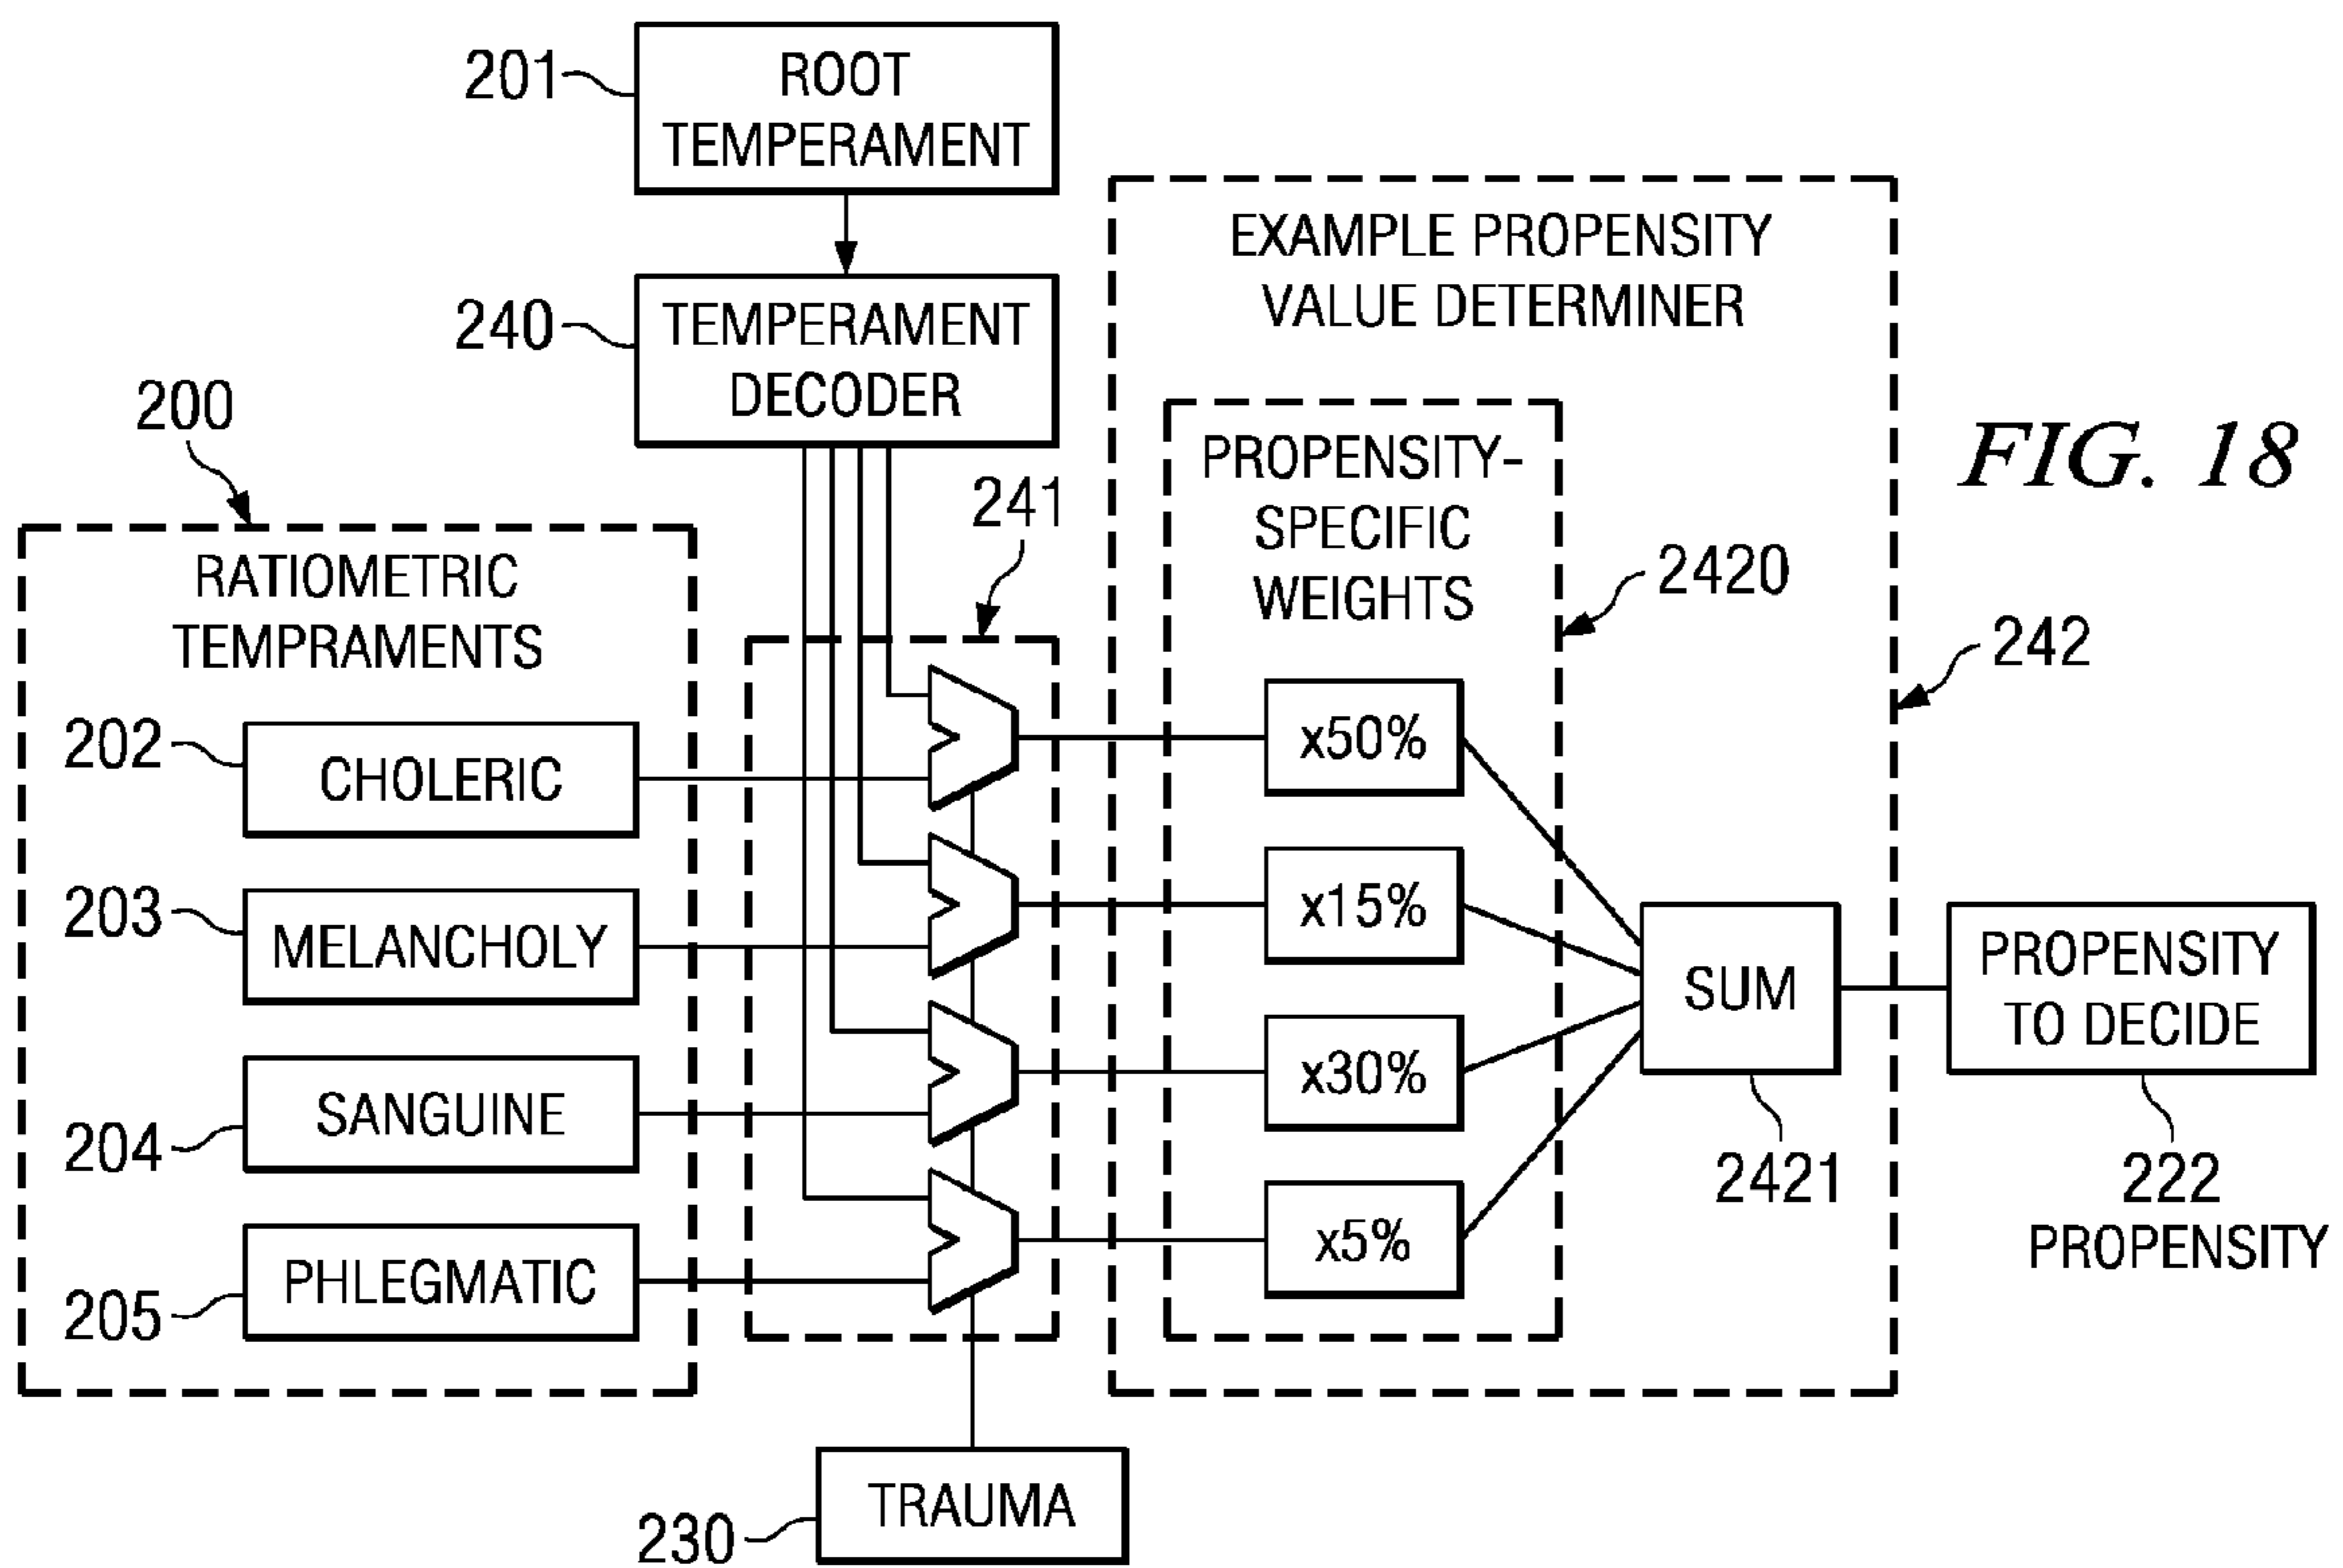 201
ROOT
TEMPERAMENT
240
TEMPERAMENT
DECODER
EXAMPLE PROPENSITY
VALUE DETERMINER
FIG. 18
200
241
PROPENSITY-
SPECIFIC
WEIGHTS
2420
242
RATIOMETRIC
TEMPRAMENTS
202
CHOLERIC
x50%
203
MELANCHOLY
x15%
204
SANGUINE
x30%
205
PHLEGMATIC
x5%
SUM
2421
PROPENSITY
TO DECIDE
222
PROPENSITY
230
TRAUMA